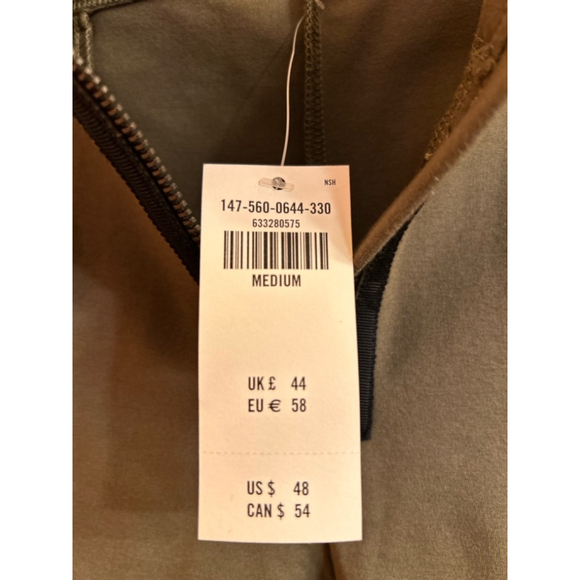 NSH
147-560-0644-330
633280575
MEDIUM
UK £ 44
EU € 58
US $ 48
CAN $ 54